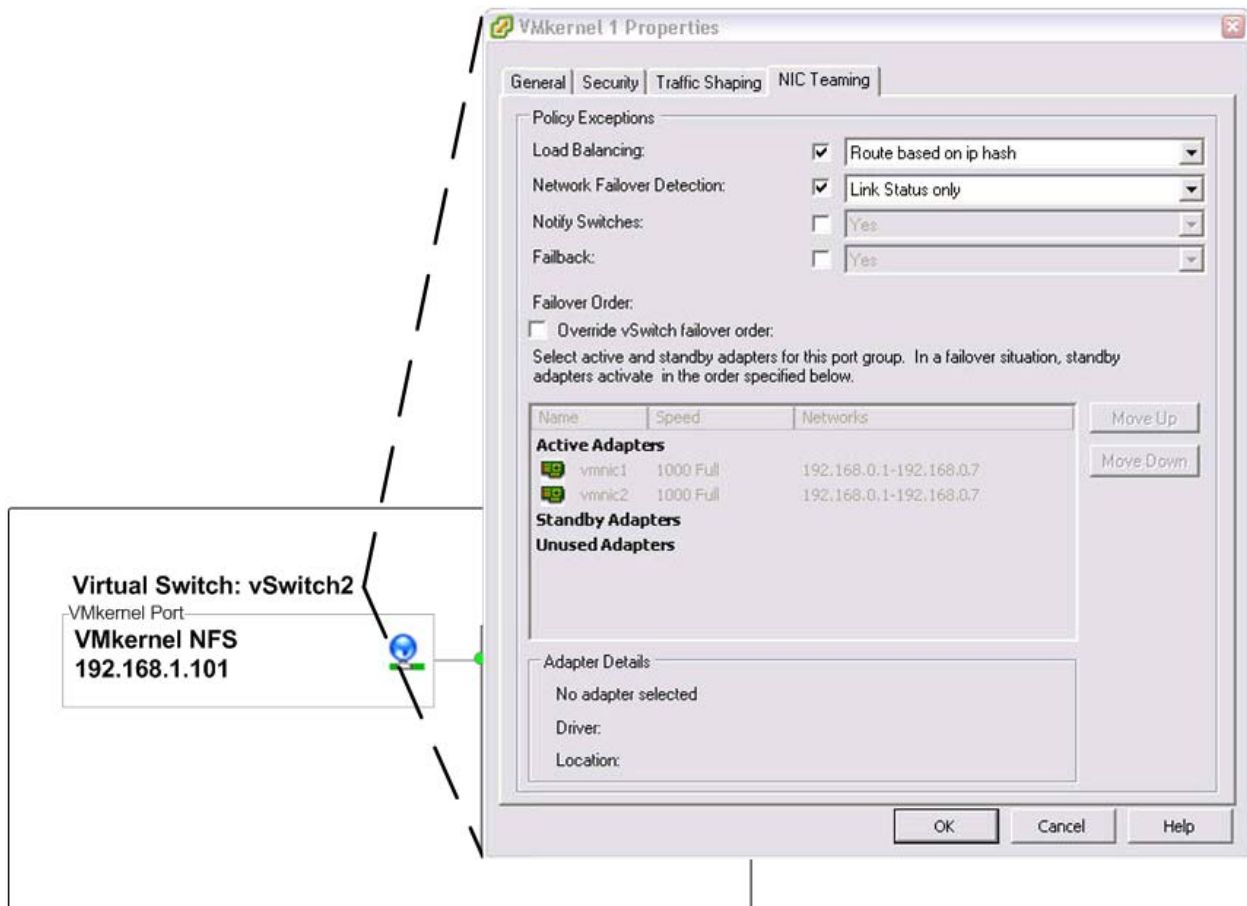 VMkernel 1 Properties
General Security Traffic Shaping NIC Teaming
Policy Exceptions
Load Balancing: Route based on ip hash
Network Failover Detection: Link Status only
Notify Switches: Yes
Failback: Yes
Failover Order:
Override vSwitch failover order:
Select active and standby adapters for this port group. In a failover situation, standby
adapters activate in the order specified below.
Name Speed Networks Move Up
Active Adapters
vmnic1 1000 Full 192.168.0.1-192.168.0.7 Move Down
vmnic2 1000 Full 192.168.0.1-192.168.0.7
Standby Adapters
Unused Adapters
Virtual Switch: vSwitch2
VMkernel Port
VMkernel NFS
192.168.1.101
Adapter Details
No adapter selected
Driver:
Location:
OK Cancel Help